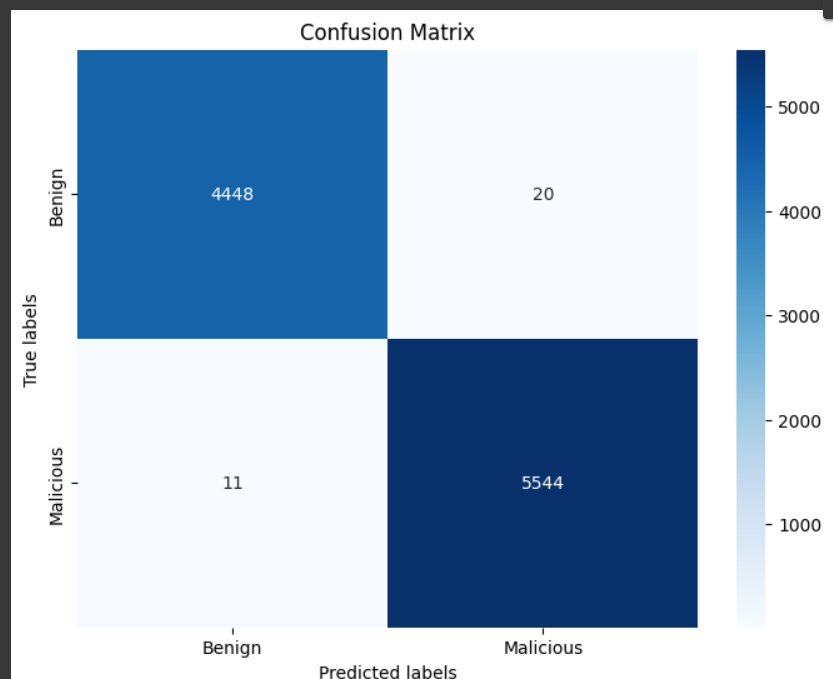 Confusion Matrix
Benign
4448
20
5000
4000
3000
2000
1000
True labels
Malicious
11
5544
Benign
Malicious
Predicted labels